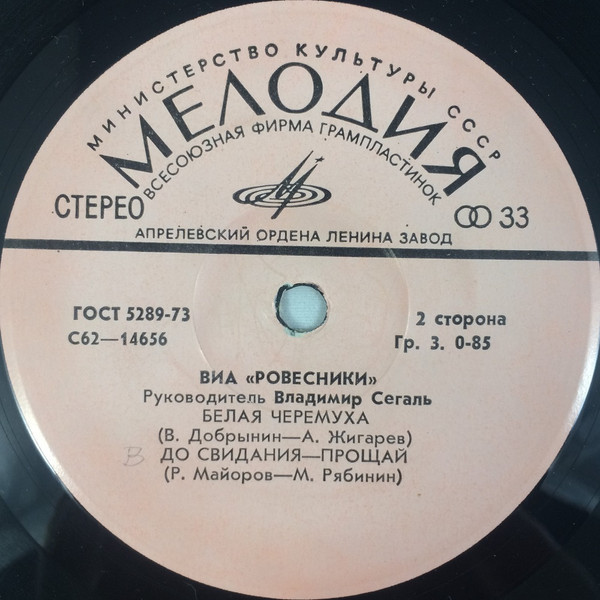 МИНИСТЕРСТВО КУЛЬТУРЫ СССР
МЕЛОДИЯ
ВСЕСОЮЗНАЯ ФИРМА ГРАМПЛАСТИНОК
СТЕРЕО
33
АПРЕЛЕВСКИЙ ОРДЕНА ЛЕНИНА ЗАВОД
ГОСТ 5289-73
2 сторона
С62—14656
Гр. 3. 0-85
ВИА «РОВЕСНИКИ»
Руководитель Владимир Сегаль
БЕЛАЯ ЧЕРЕМУХА
(В. Добрынин—А. Жигарев)
В ДО СВИДАНИЯ—ПРОЩАЙ
(Р. Майоров—М. Рябинин)